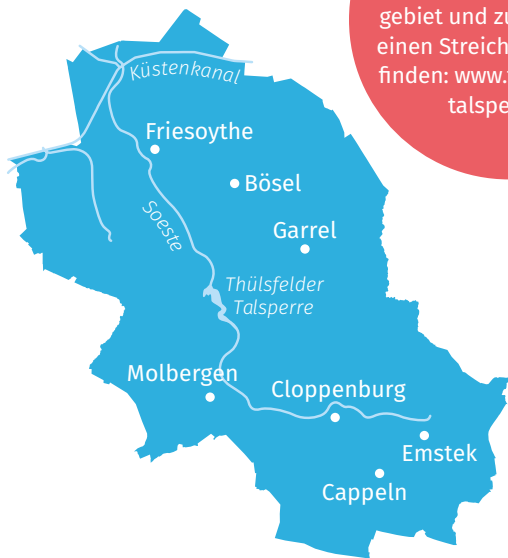 gebiet und zu
einen Streich
finden: www.
talspe
Küstenkanal
Friesoythe
Bösel
Soeste
Garrel
Thülsfelder
Talsperre
Molbergen
Cloppenburg
Emstek
Cappeln